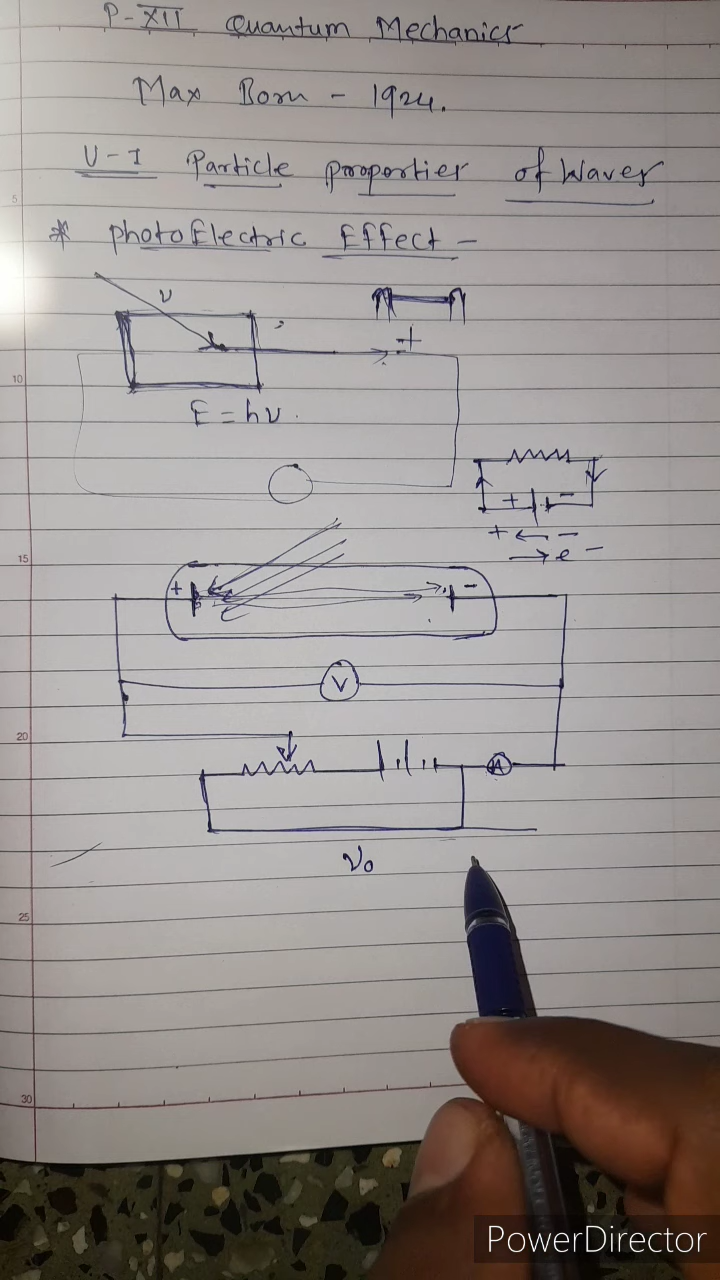 P-XII Quantum Mechanics
Max Born - 1924.
U-I Particle properties of Waves
* PhotoElectric Effect -
ν
+
E = hν.
+ -
+ ← -
→ e -
+ -
V
A
ν₀
5
10
15
20
25
30
PowerDirector